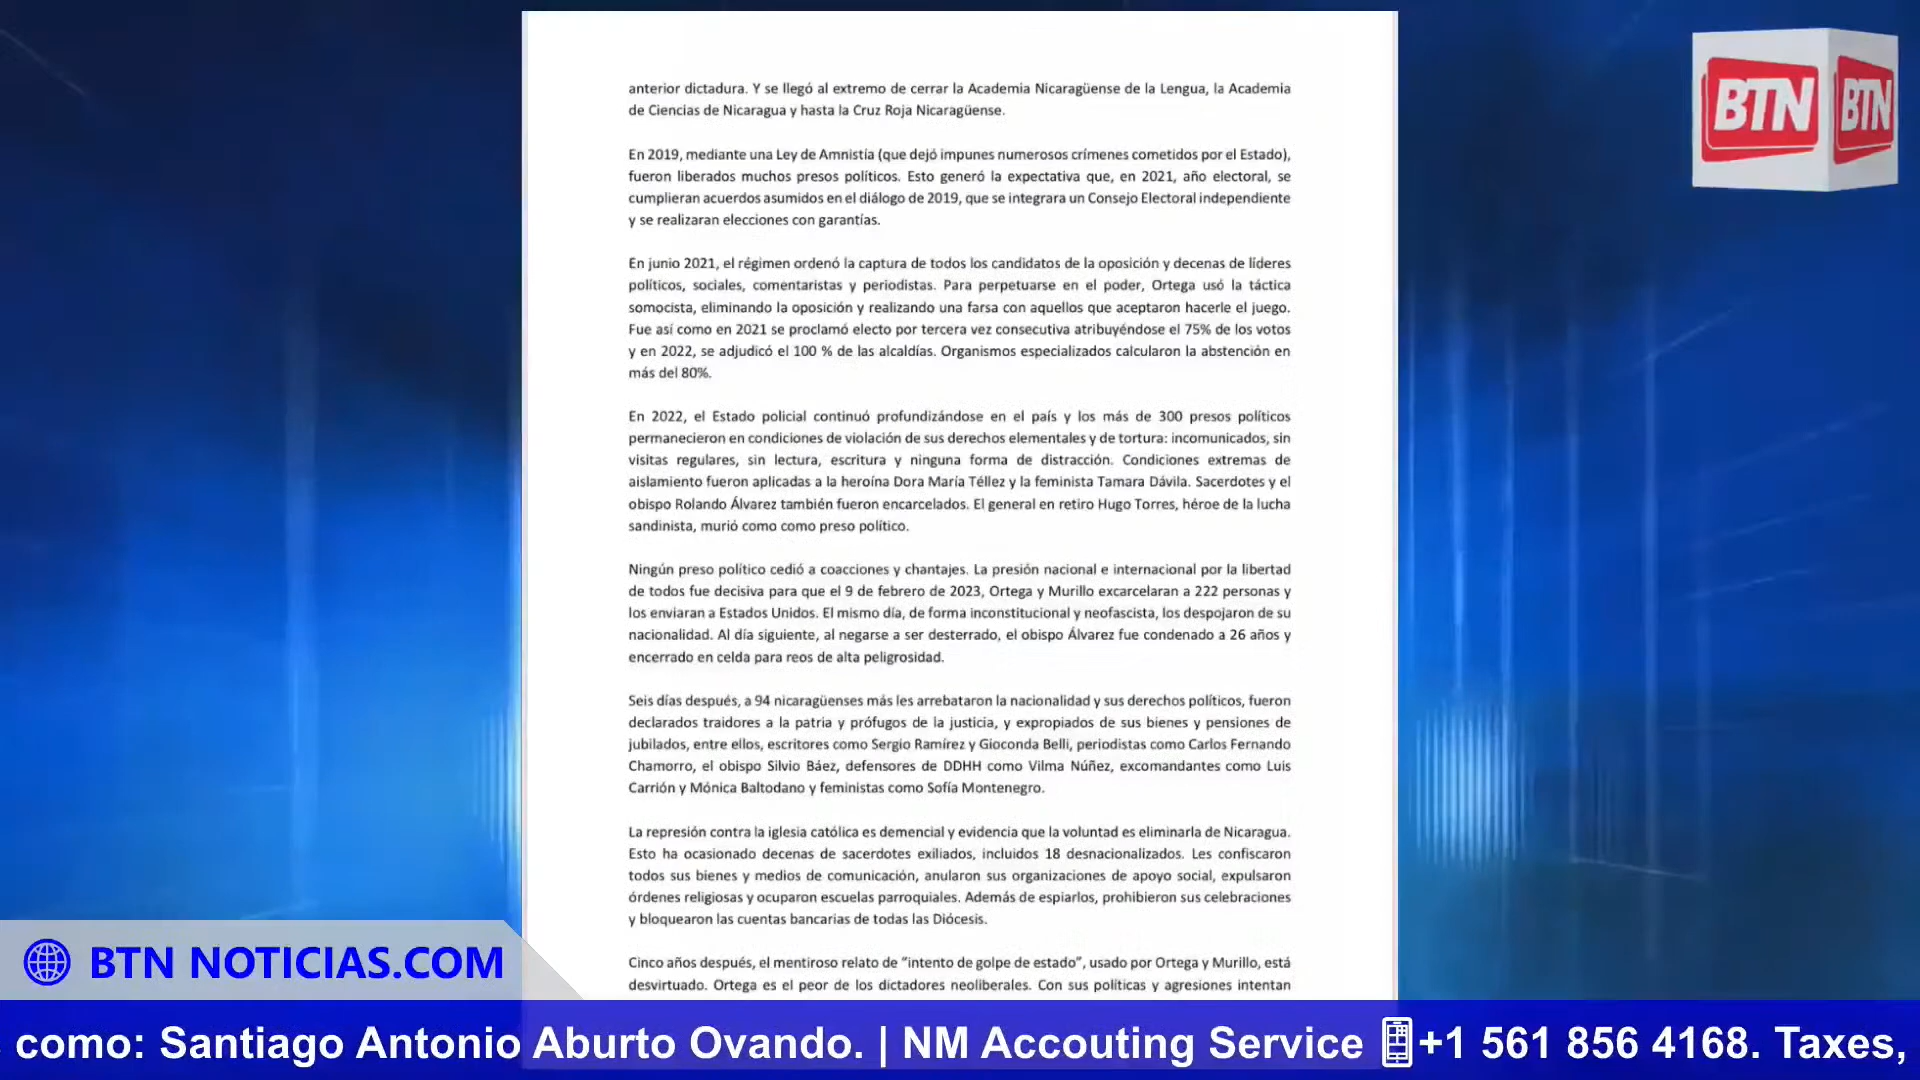 anterior dictadura. Y se llegó al extremo de cerrar la Academia Nicaragüense de la Lengua, la Academia
de Ciencias de Nicaragua y hasta la Cruz Roja Nicaragüense.
En 2019, mediante una Ley de Amnistía (que dejó impunes numerosos crímenes cometidos por el Estado),
fueron liberados muchos presos políticos. Esto generó la expectativa que, en 2021, año electoral, se
cumplieran acuerdos asumidos en el diálogo de 2019, que se integrara un Consejo Electoral independiente
y se realizaran elecciones con garantías.
En junio 2021, el régimen ordenó la captura de todos los candidatos de la oposición y decenas de líderes
políticos, sociales, comentaristas y periodistas. Para perpetuarse en el poder, Ortega usó la táctica
somocista, eliminando la oposición y realizando una farsa con aquellos que aceptaron hacerle el juego.
Fue así como en 2021 se proclamó electo por tercera vez consecutiva atribuyéndose el 75% de los votos
y en 2022, se adjudicó el 100 % de las alcaldías. Organismos especializados calcularon la abstención en
más del 80%.
En 2022, el Estado policial continuó profundizándose en el país y los más de 300 presos políticos
permanecieron en condiciones de violación de sus derechos elementales y de tortura: incomunicados, sin
visitas regulares, sin lectura, escritura y ninguna forma de distracción. Condiciones extremas de
aislamiento fueron aplicadas a la heroína Dora María Téllez y la feminista Tamara Dávila. Sacerdotes y el
obispo Rolando Álvarez también fueron encarcelados. El general en retiro Hugo Torres, héroe de la lucha
sandinista, murió como como preso político.
Ningún preso político cedió a coacciones y chantajes. La presión nacional e internacional por la libertad
de todos fue decisiva para que el 9 de febrero de 2023, Ortega y Murillo excarcelaran a 222 personas y
los enviaran a Estados Unidos. El mismo día, de forma inconstitucional y neofascista, los despojaron de su
nacionalidad. Al día siguiente, al negarse a ser desterrado, el obispo Álvarez fue condenado a 26 años y
encerrado en celda para reos de alta peligrosidad.
Seis días después, a 94 nicaragüenses más les arrebataron la nacionalidad y sus derechos políticos, fueron
declarados traidores a la patria y prófugos de la justicia, y expropiados de sus bienes y pensiones de
jubilados, entre ellos, escritores como Sergio Ramírez y Gioconda Belli, periodistas como Carlos Fernando
Chamorro, el obispo Silvio Báez, defensores de DDHH como Vilma Núñez, excomandantes como Luis
Carrión y Mónica Baltodano y feministas como Sofía Montenegro.
La represión contra la iglesia católica es demencial y evidencia que la voluntad es eliminarla de Nicaragua.
Esto ha ocasionado decenas de sacerdotes exiliados, incluidos 18 desnacionalizados. Les confiscaron
todos sus bienes y medios de comunicación, anularon sus organizaciones de apoyo social, expulsaron
órdenes religiosas y ocuparon escuelas parroquiales. Además de espiarlos, prohibieron sus celebraciones
y bloquearon las cuentas bancarias de todas las Diócesis.
Cinco años después, el mentiroso relato de “intento de golpe de estado”, usado por Ortega y Murillo, está
desvirtuado. Ortega es el peor de los dictadores neoliberales. Con sus políticas y agresiones intentan
BTN
BTN
BTN NOTICIAS.COM
como: Santiago Antonio Aburto Ovando. | NM Accouting Service +1 561 856 4168. Taxes,